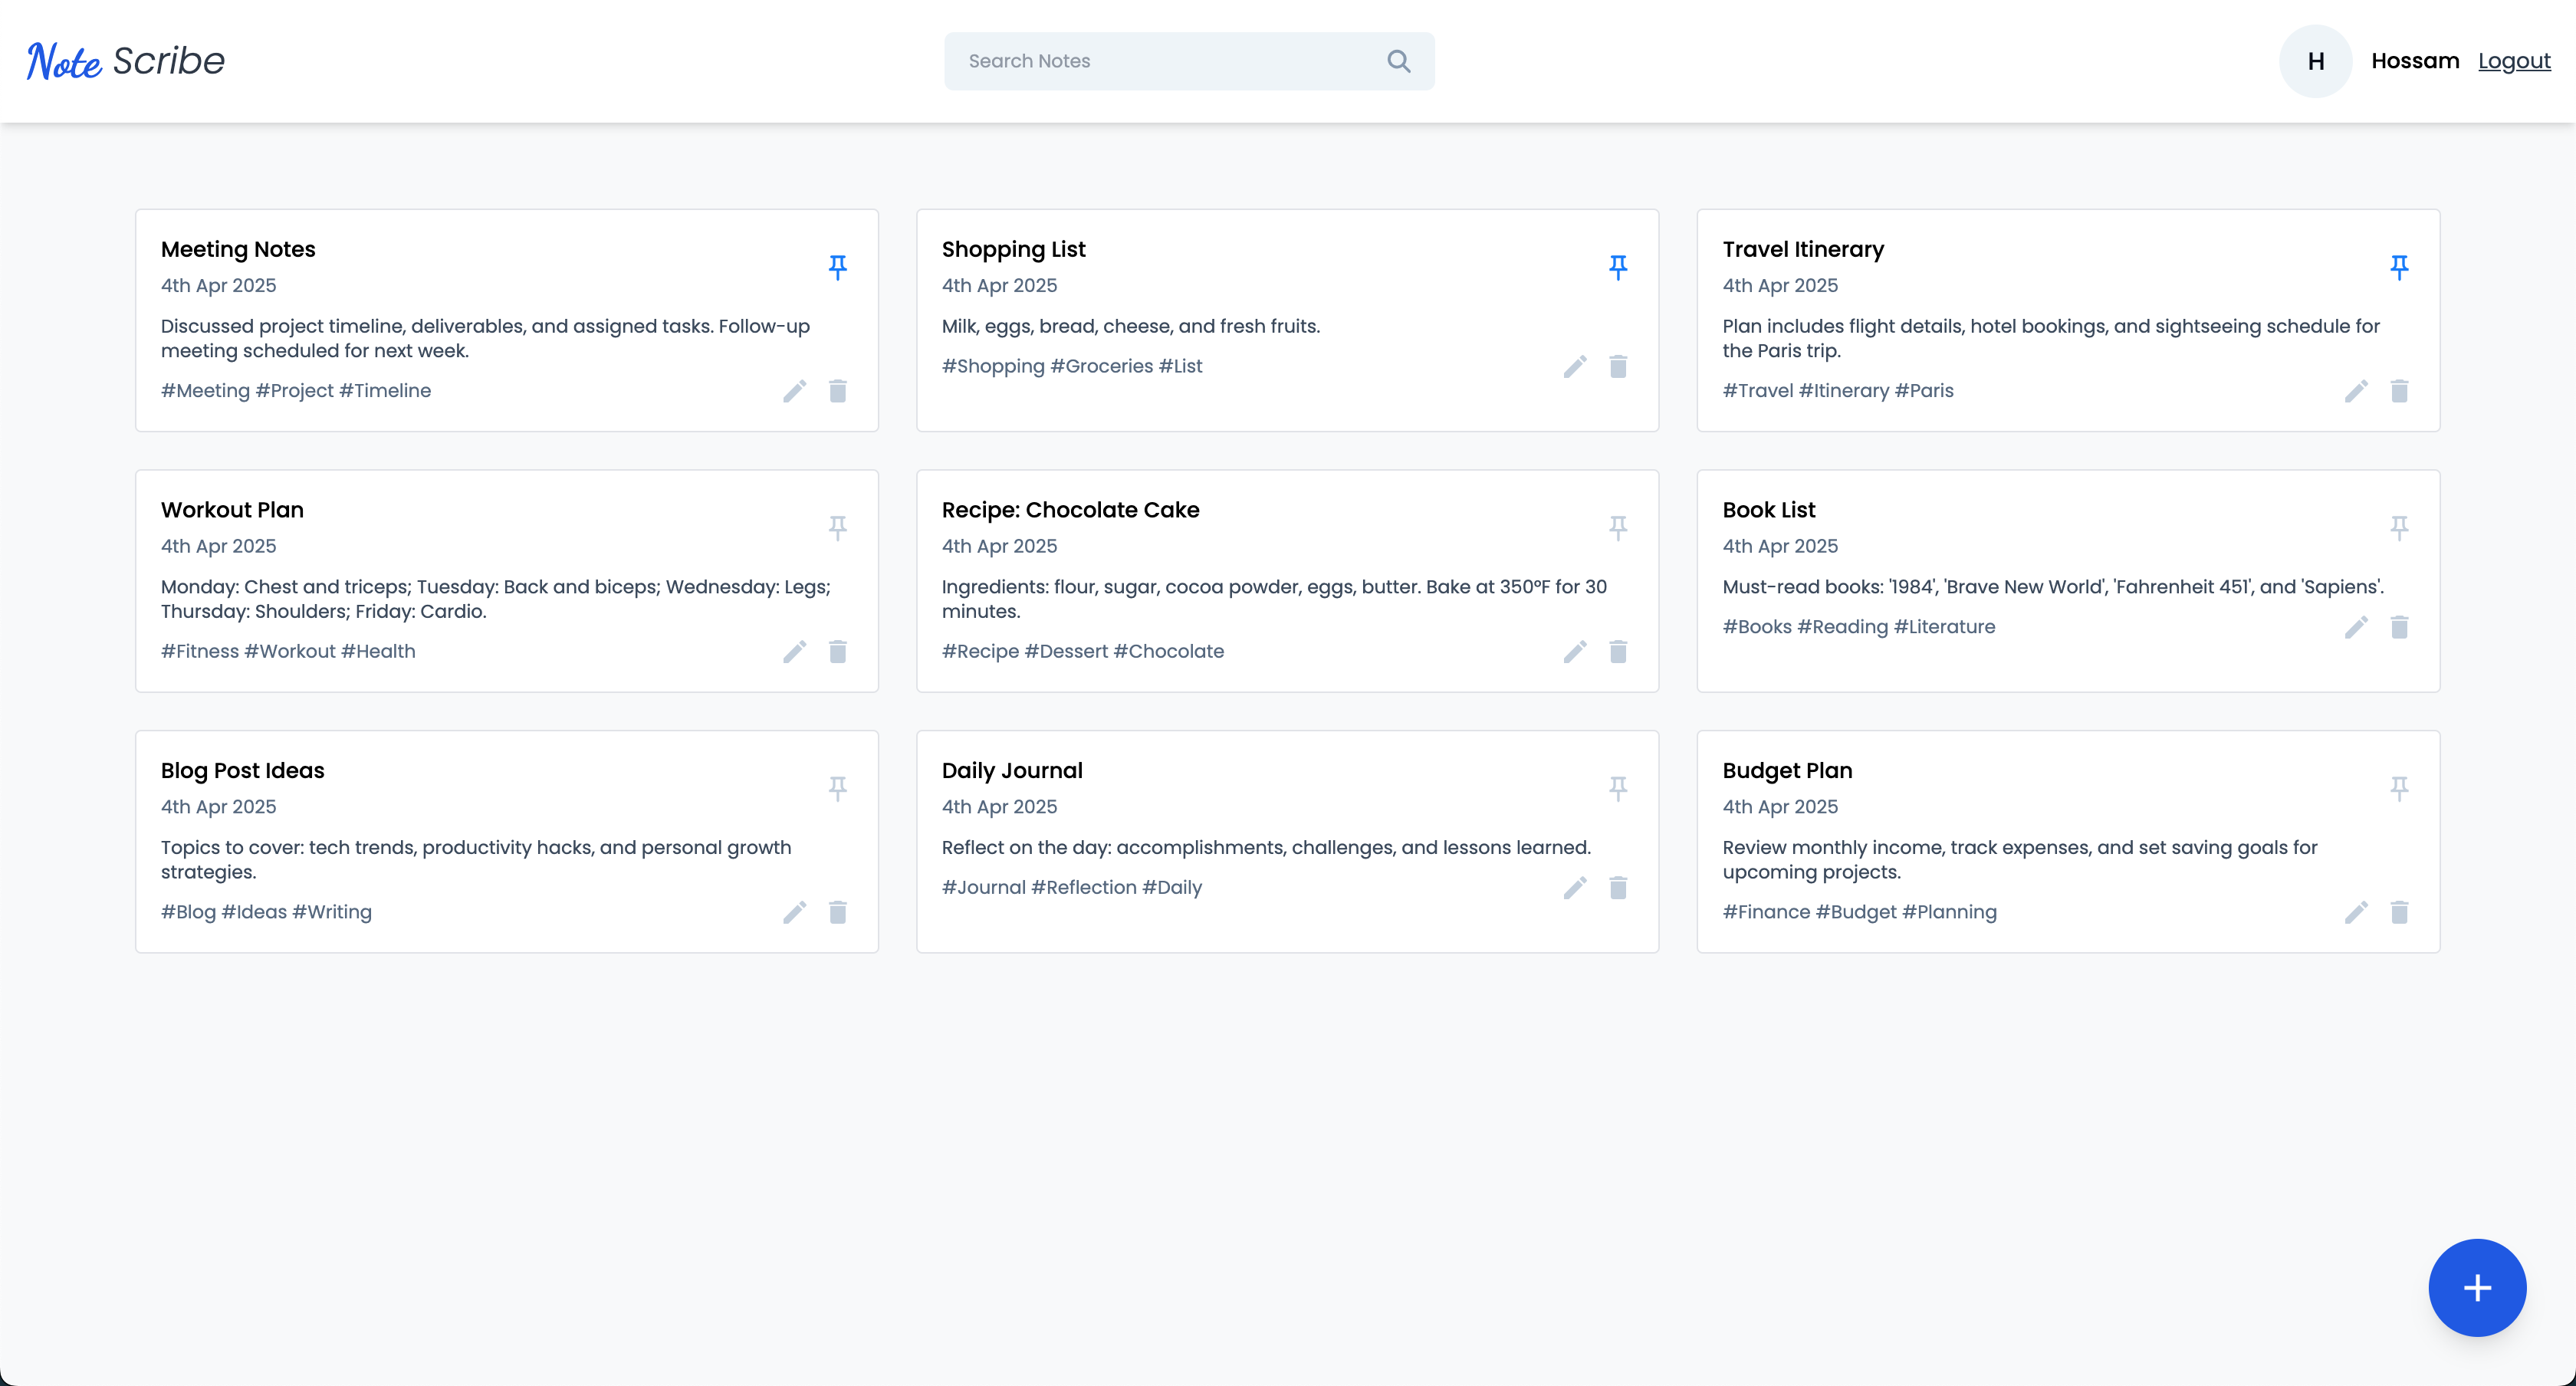 Note Scribe
Search Notes
H
Hossam
Logout
Meeting Notes
4th Apr 2025
Discussed project timeline, deliverables, and assigned tasks. Follow-up
meeting scheduled for next week.
#Meeting #Project #Timeline
Shopping List
4th Apr 2025
Milk, eggs, bread, cheese, and fresh fruits.
#Shopping #Groceries #List
Travel Itinerary
4th Apr 2025
Plan includes flight details, hotel bookings, and sightseeing schedule for
the Paris trip.
#Travel #Itinerary #Paris
Workout Plan
4th Apr 2025
Monday: Chest and triceps; Tuesday: Back and biceps; Wednesday: Legs;
Thursday: Shoulders; Friday: Cardio.
#Fitness #Workout #Health
Recipe: Chocolate Cake
4th Apr 2025
Ingredients: flour, sugar, cocoa powder, eggs, butter. Bake at 350°F for 30
minutes.
#Recipe #Dessert #Chocolate
Book List
4th Apr 2025
Must-read books: '1984', 'Brave New World', 'Fahrenheit 451', and 'Sapiens'.
#Books #Reading #Literature
Blog Post Ideas
4th Apr 2025
Topics to cover: tech trends, productivity hacks, and personal growth
strategies.
#Blog #Ideas #Writing
Daily Journal
4th Apr 2025
Reflect on the day: accomplishments, challenges, and lessons learned.
#Journal #Reflection #Daily
Budget Plan
4th Apr 2025
Review monthly income, track expenses, and set saving goals for
upcoming projects.
#Finance #Budget #Planning